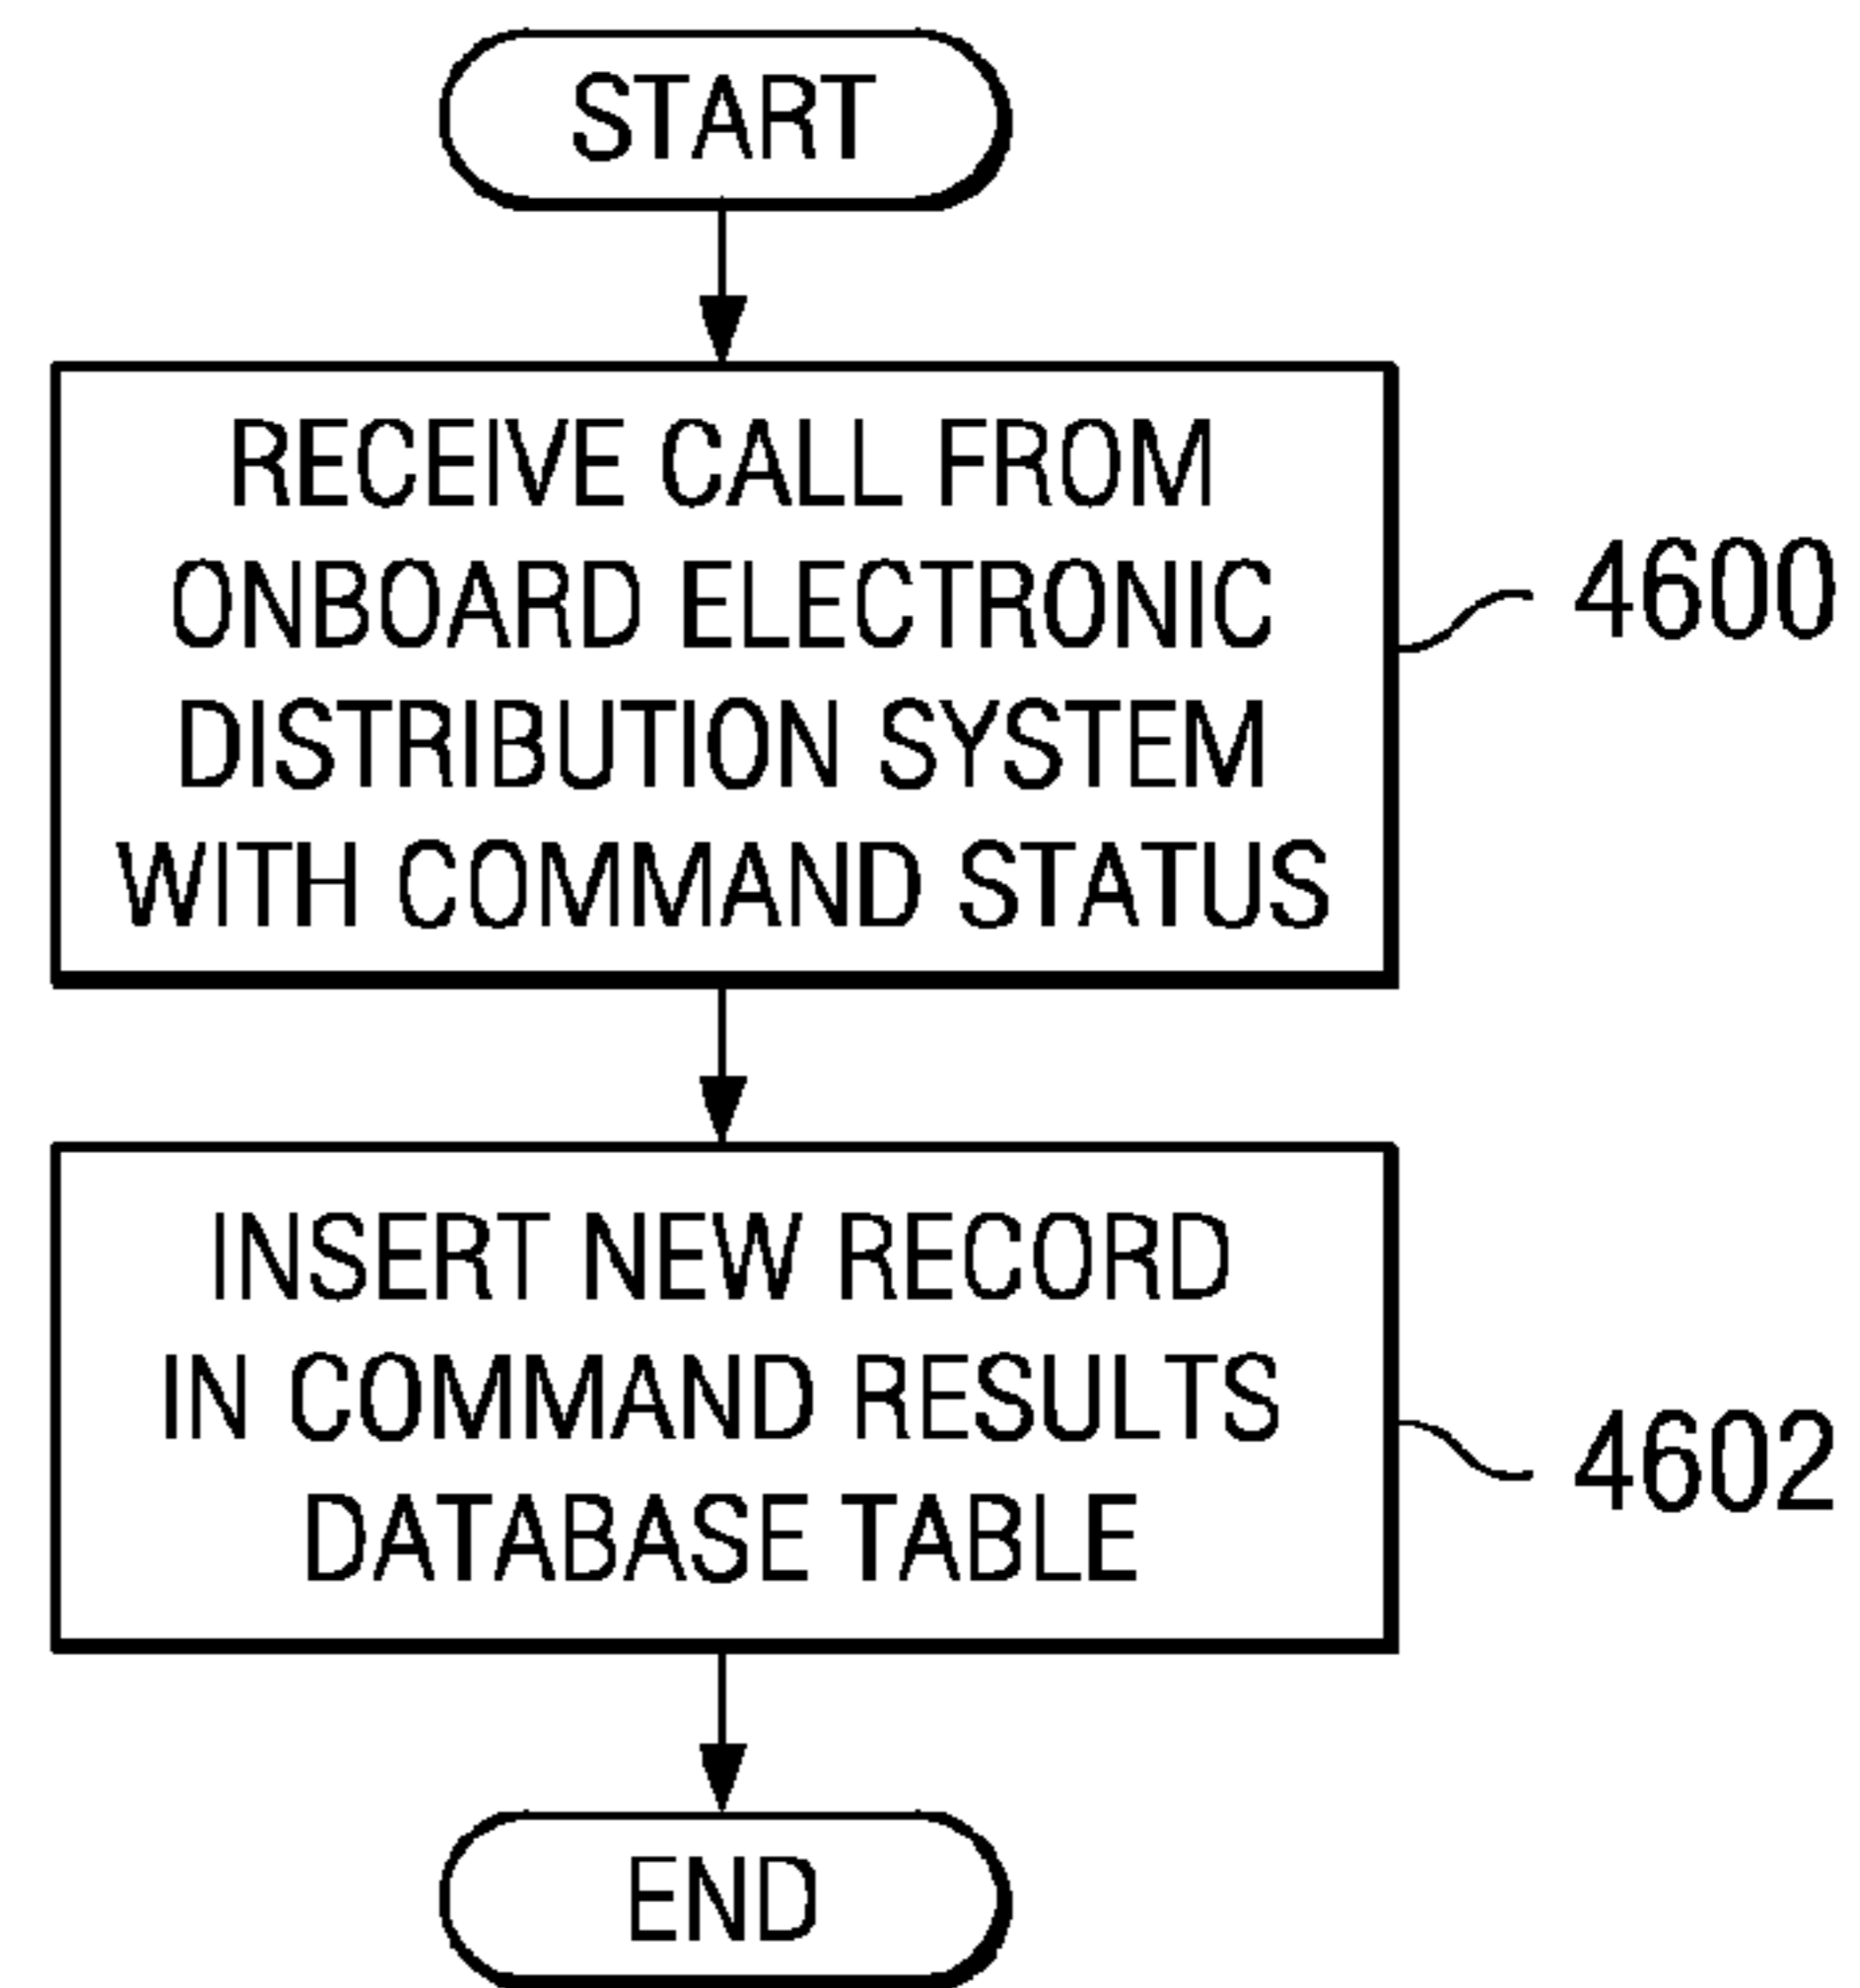 START
RECEIVE CALL FROM
ONBOARD ELECTRONIC
DISTRIBUTION SYSTEM
WITH COMMAND STATUS
4600
INSERT NEW RECORD
IN COMMAND RESULTS
DATABASE TABLE
4602
END